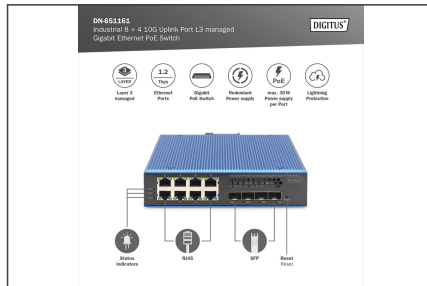 DN-651161
Industrial 8 + 4 10G Uplink Port L3 managed
Gigabit Ethernet PoE Switch
DIGITUS®
3
LAYER
1.2
Tbps
PoE
Layer 3
managed
Ethernet
Ports
Gigabit
PoE Switch
Redundant
Power supply
max. 30 W
Power supply
per Port
Lightning
Protection
Status
indicators
RJ45
SFP
Reset
Reset